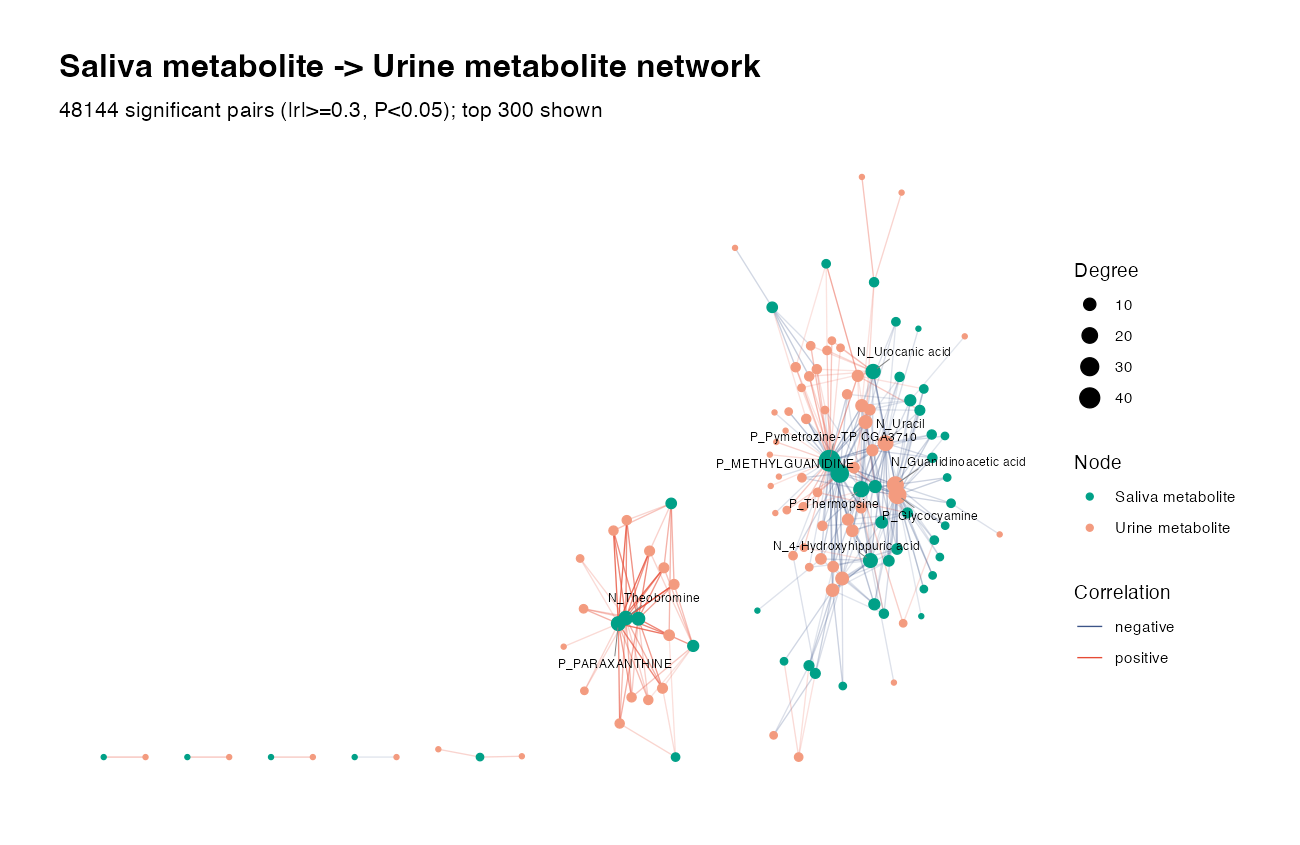 Saliva metabolite -> Urine metabolite network
48144 significant pairs (|r|>=0.3, P<0.05); top 300 shown
N_Urocanic acid
N_Uracil
P_Pymetrozine-TP CGA3710
P_METHYLGUANIDINE
N_Guanidinoacetic acid
P_Thermopsine
P_Glycocyamine
N_4-Hydroxyhippuric acid
N_Theobromine
P_PARAXANTHINE
Degree
10
20
30
40
Node
Saliva metabolite
Urine metabolite
Correlation
negative
positive